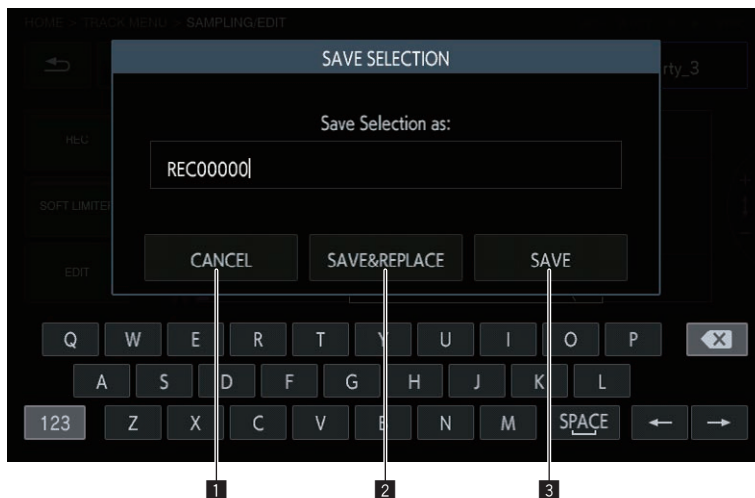 HOME > TRACK MENU > SAMPLING/EDIT
SAVE SELECTION
rty_3
Save Selection as:
REC
REC00000
SOFT LIMITER
CANCEL SAVE&REPLACE SAVE
EDIT
Q W E R T Y U I O P
A S D F G H J K L
123 Z X C V B N M SPACE ← →
1 2 3